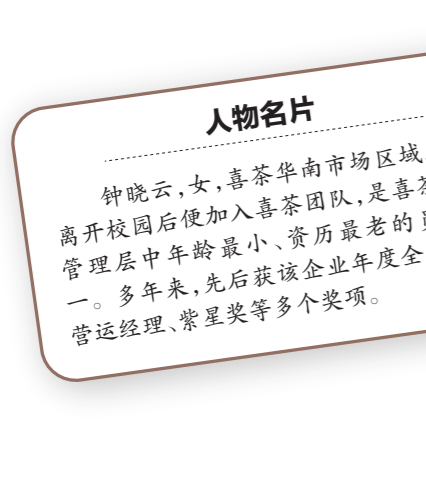 人物名片
钟晓云,女,喜茶华南市场区域
离开校园后便加入喜茶团队,是喜茶
管理层中年龄最小、资历最老的
一。多年来,先后获该企业年度全
营运经理、紫星奖等多个奖项。